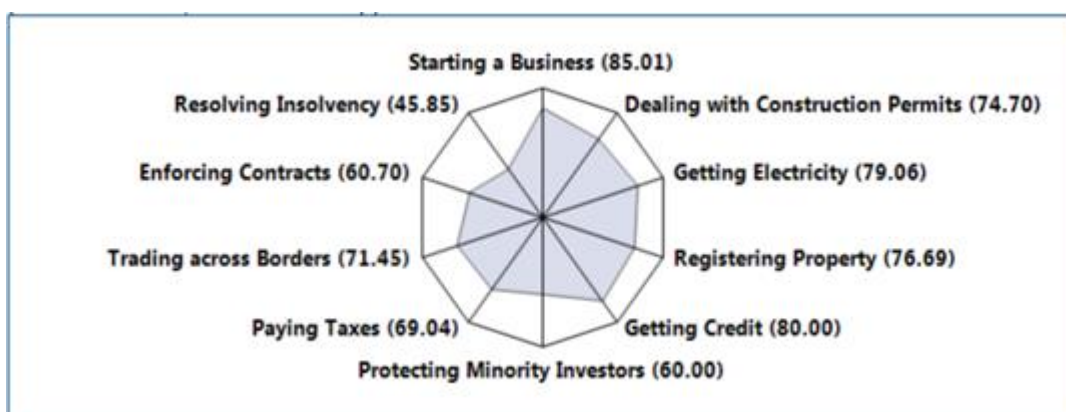 Starting a Business (85.01)
Resolving Insolvency (45.85)
Dealing with Construction Permits (74.70)
Enforcing Contracts (60.70)
Getting Electricity (79.06)
Trading across Borders (71.45)
Registering Property (76.69)
Paying Taxes (69.04)
Getting Credit (80.00)
Protecting Minority Investors (60.00)